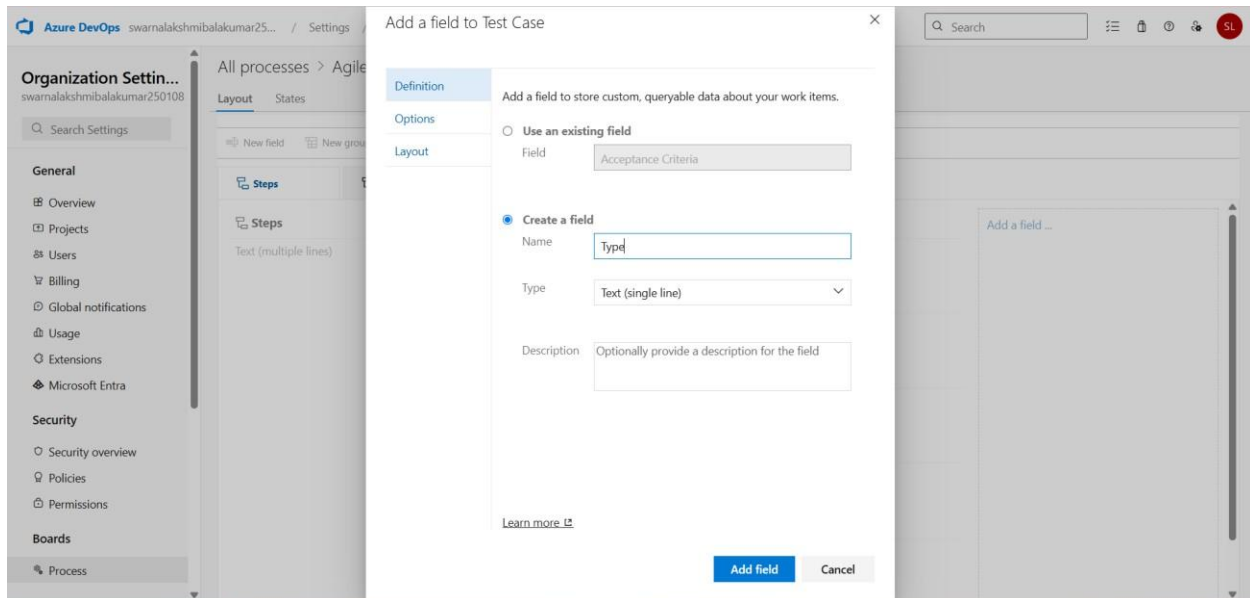 Azure DevOps swarnalakshmibalakumar25... / Settings /
Search
SL
Organization Settin...
swarnalakshmibalakumar250108
Search Settings
General
Overview
Projects
Users
Billing
Global notifications
Usage
Extensions
Microsoft Entra
Security
Security overview
Policies
Permissions
Boards
Process
All processes > Agile
Layout States
New field New grou
Steps
Steps
Text (multiple lines)
Add a field ...
Add a field to Test Case
Definition
Options
Layout
Add a field to store custom, queryable data about your work items.
Use an existing field
Field Acceptance Criteria
Create a field
Name Type
Type Text (single line)
Description Optionally provide a description for the field
Learn more
Add field Cancel